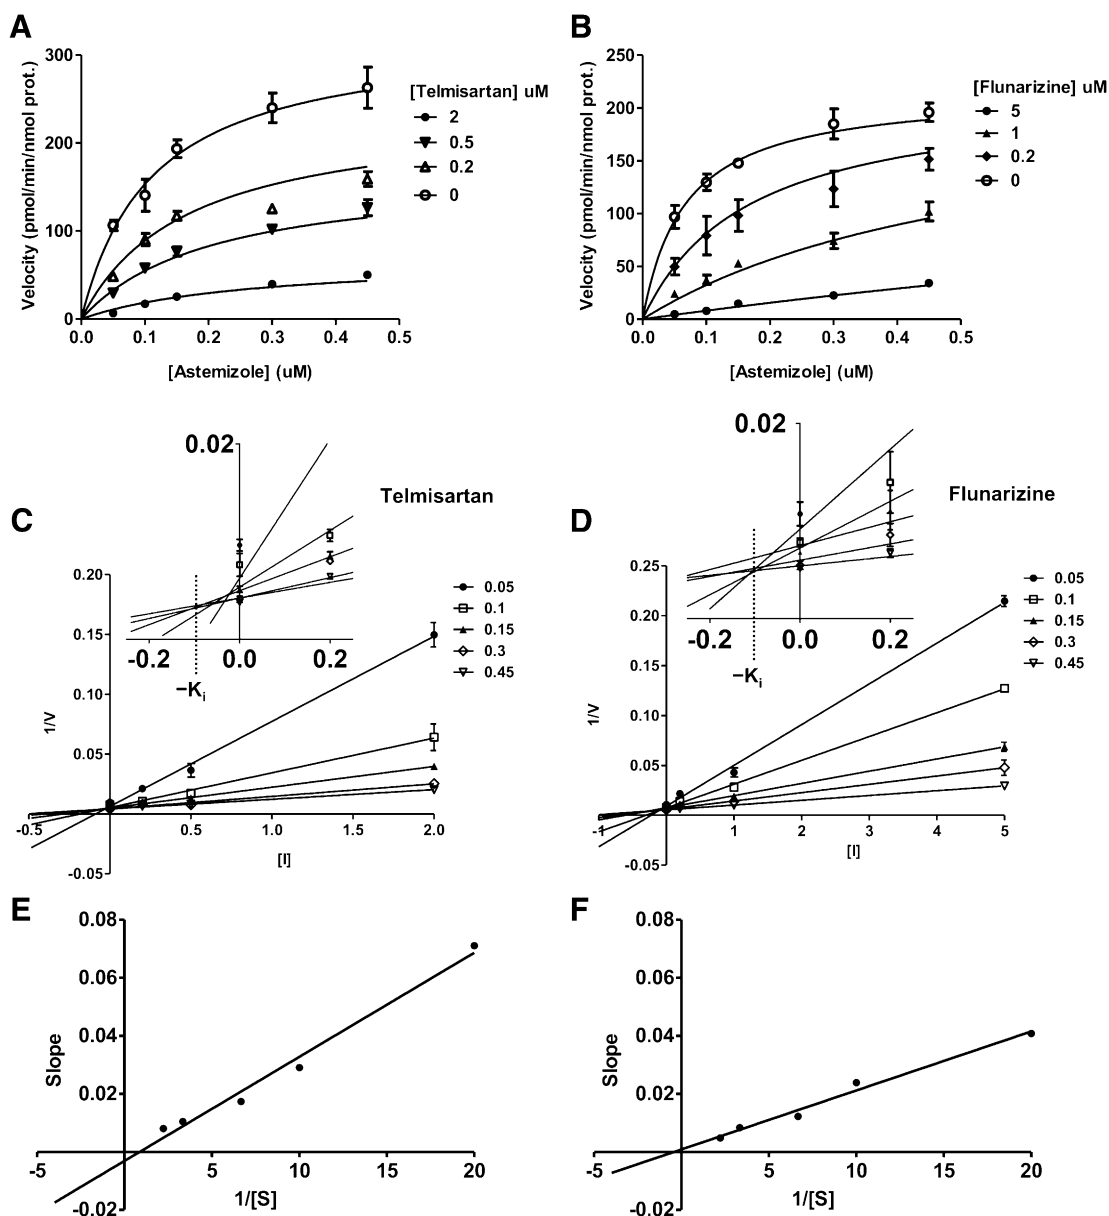 A
300
200
100
0
Velocity (pmol/min/nmol prot.)
0.0 0.1 0.2 0.3 0.4 0.5
[Astemizole] (uM)
[Telmisartan] uM
2
0.5
0.2
0
B
250
200
150
100
50
0
Velocity (pmol/min/nmol prot.)
0.0 0.1 0.2 0.3 0.4 0.5
[Astemizole] (uM)
[Flunarizine] uM
5
1
0.2
0
C
Telmisartan
0.02
-0.2 0.0 0.2
−Ki
0.20
0.15
0.10
0.05
-0.05
1/V
-0.5 0.5 1.0 1.5 2.0
[I]
0.05
0.1
0.15
0.3
0.45
D
Flunarizine
0.02
-0.2 0.0 0.2
−Ki
0.25
0.20
0.15
0.10
0.05
-0.05
1/V
-1 1 2 3 4 5
[I]
0.05
0.1
0.15
0.3
0.45
E
0.08
0.06
0.04
0.02
-0.02
Slope
-5 5 10 15 20
1/[S]
F
0.08
0.06
0.04
0.02
-0.02
Slope
-5 5 10 15 20
1/[S]